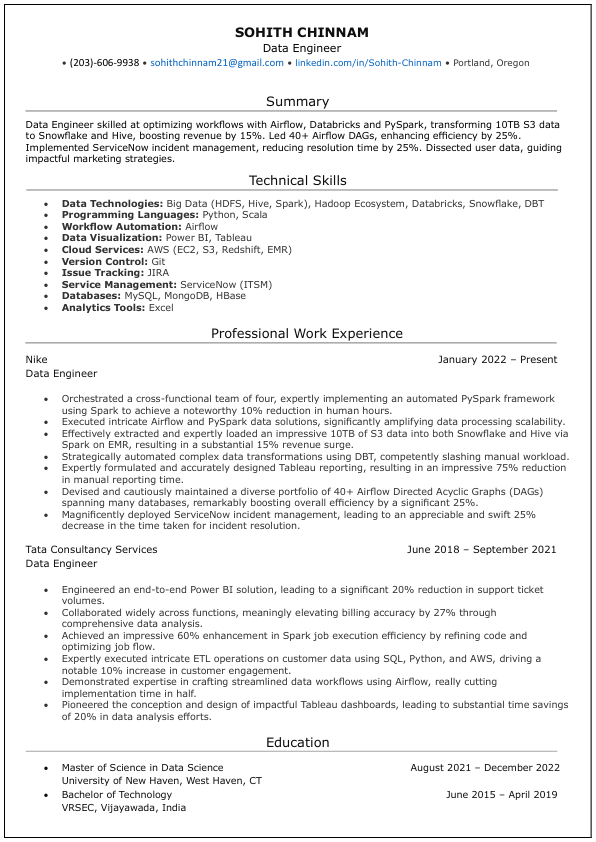 SOHITH CHINNAM
Data Engineer
• (203)-606-9938 • sohithchinnam21@gmail.com • linkedin.com/in/Sohith-Chinnam • Portland, Oregon
Summary
Data Engineer skilled at optimizing workflows with Airflow, Databricks and PySpark, transforming 10TB S3 data
to Snowflake and Hive, boosting revenue by 15%. Led 40+ Airflow DAGs, enhancing efficiency by 25%.
Implemented ServiceNow incident management, reducing resolution time by 25%. Dissected user data, guiding
impactful marketing strategies.
Technical Skills
• Data Technologies: Big Data (HDFS, Hive, Spark), Hadoop Ecosystem, Databricks, Snowflake, DBT
• Programming Languages: Python, Scala
• Workflow Automation: Airflow
• Data Visualization: Power BI, Tableau
• Cloud Services: AWS (EC2, S3, Redshift, EMR)
• Version Control: Git
• Issue Tracking: JIRA
• Service Management: ServiceNow (ITSM)
• Databases: MySQL, MongoDB, HBase
• Analytics Tools: Excel
Professional Work Experience
Nike January 2022 – Present
Data Engineer
• Orchestrated a cross-functional team of four, expertly implementing an automated PySpark framework
using Spark to achieve a noteworthy 10% reduction in human hours.
• Executed intricate Airflow and PySpark data solutions, significantly amplifying data processing scalability.
• Effectively extracted and expertly loaded an impressive 10TB of S3 data into both Snowflake and Hive via
Spark on EMR, resulting in a substantial 15% revenue surge.
• Strategically automated complex data transformations using DBT, competently slashing manual workload.
• Expertly formulated and accurately designed Tableau reporting, resulting in an impressive 75% reduction
in manual reporting time.
• Devised and cautiously maintained a diverse portfolio of 40+ Airflow Directed Acyclic Graphs (DAGs)
spanning many databases, remarkably boosting overall efficiency by a significant 25%.
• Magnificently deployed ServiceNow incident management, leading to an appreciable and swift 25%
decrease in the time taken for incident resolution.
Tata Consultancy Services June 2018 – September 2021
Data Engineer
• Engineered an end-to-end Power BI solution, leading to a significant 20% reduction in support ticket
volumes.
• Collaborated widely across functions, meaningly elevating billing accuracy by 27% through
comprehensive data analysis.
• Achieved an impressive 60% enhancement in Spark job execution efficiency by refining code and
optimizing job flow.
• Expertly executed intricate ETL operations on customer data using SQL, Python, and AWS, driving a
notable 10% increase in customer engagement.
• Demonstrated expertise in crafting streamlined data workflows using Airflow, really cutting
implementation time in half.
• Pioneered the conception and design of impactful Tableau dashboards, leading to substantial time savings
of 20% in data analysis efforts.
Education
• Master of Science in Data Science August 2021 – December 2022
University of New Haven, West Haven, CT
• Bachelor of Technology June 2015 – April 2019
VRSEC, Vijayawada, India